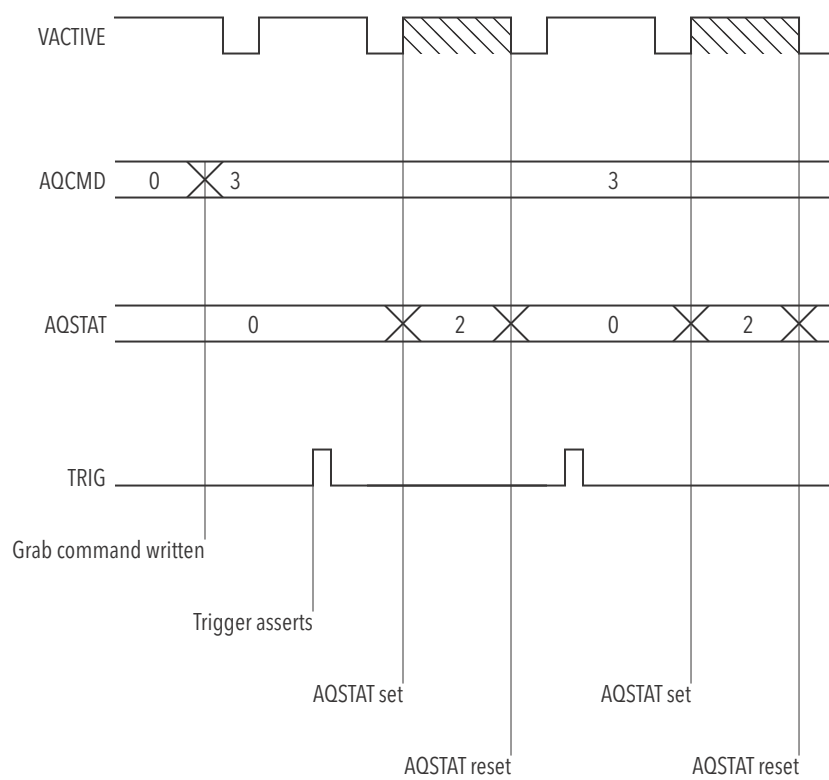 VACTIVE
AQCMD 0 3 3
AQSTAT 0 2 0 2
TRIG
Grab command written
Trigger asserts
AQSTAT set AQSTAT set
AQSTAT reset AQSTAT reset